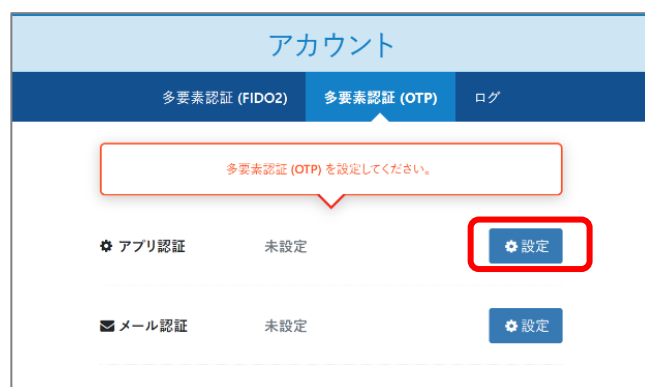 アカウント
多要素認証 (FIDO2) 多要素認証 (OTP) ログ
多要素認証 (OTP) を設定してください。
アプリ認証 未設定 設定
メール認証 未設定 設定